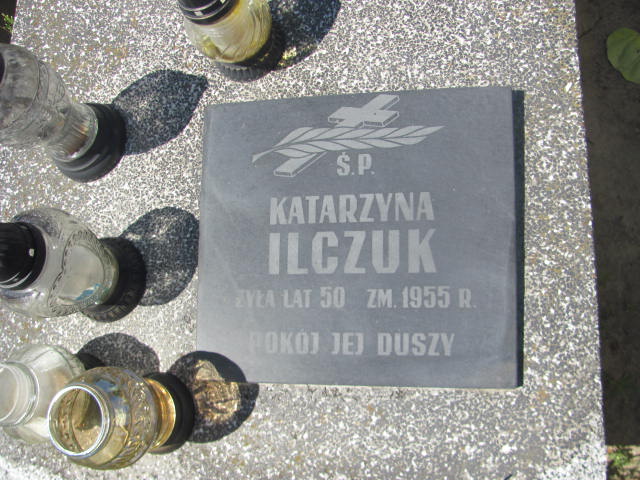 Ś.P.
KATARZYNA
ILCZUK
ŻYŁA LAT 50 ZM. 1955 R.
POKÓJ JEJ DUSZY